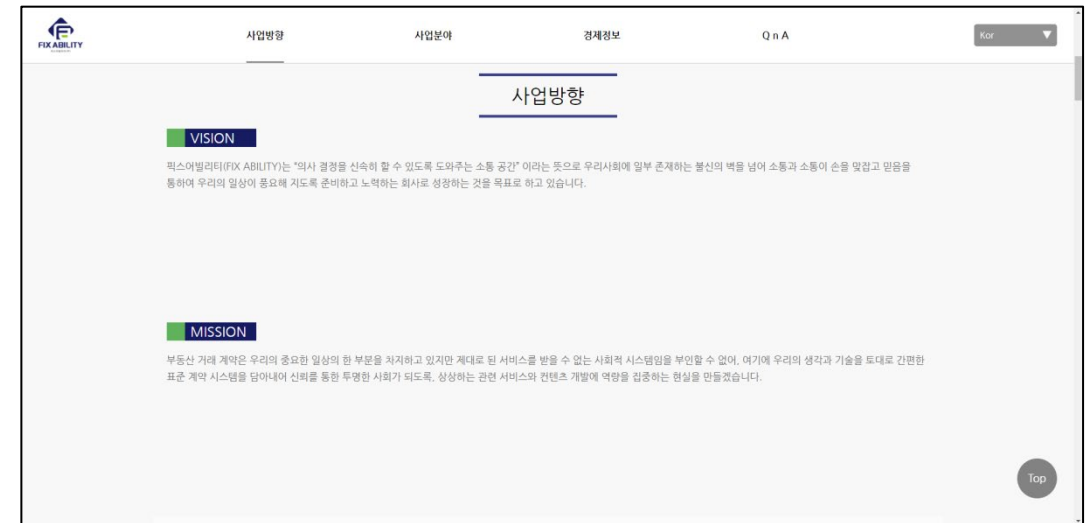 FIX ABILITY
사업방향
사업분야
경제정보
Q n A
Kor
사업방향
VISION
픽스어빌리티(FIX ABILITY)는 "의사 결정을 신속히 할 수 있도록 도와주는 소통 공간" 이라는 뜻으로 우리사회에 일부 존재하는 불신의 벽을 넘어 소통과 소통이 손을 맞잡고 믿음을
통하여 우리의 일상이 풍요해 지도록 준비하고 노력하는 회사로 성장하는 것을 목표로 하고 있습니다.
MISSION
부동산 거래 계약은 우리의 중요한 일상의 한 부분을 차지하고 있지만 제대로 된 서비스를 받을 수 없는 사회적 시스템임을 부인할 수 없어, 여기에 우리의 생각과 기술을 토대로 간편한
표준 계약 시스템을 담아내어 신뢰를 통한 투명한 사회가 되도록, 상상하는 관련 서비스와 컨텐츠 개발에 역량을 집중하는 현실을 만들겠습니다.
Top